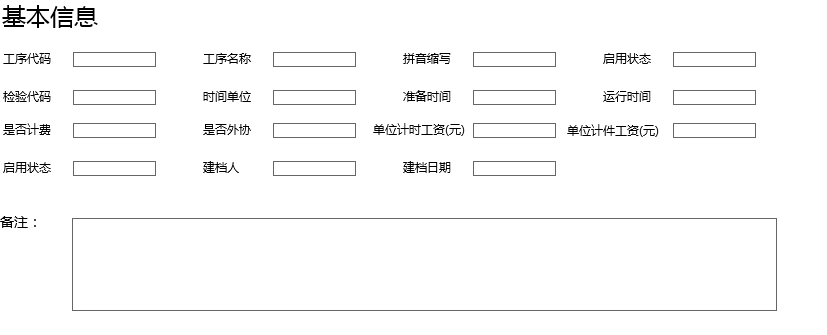 基本信息
工序代码 工序名称 拼音缩写 启用状态
检验代码 时间单位 准备时间 运行时间
是否计费 是否外协 单位计时工资(元) 单位计件工资(元)
启用状态 建档人 建档日期
备注：